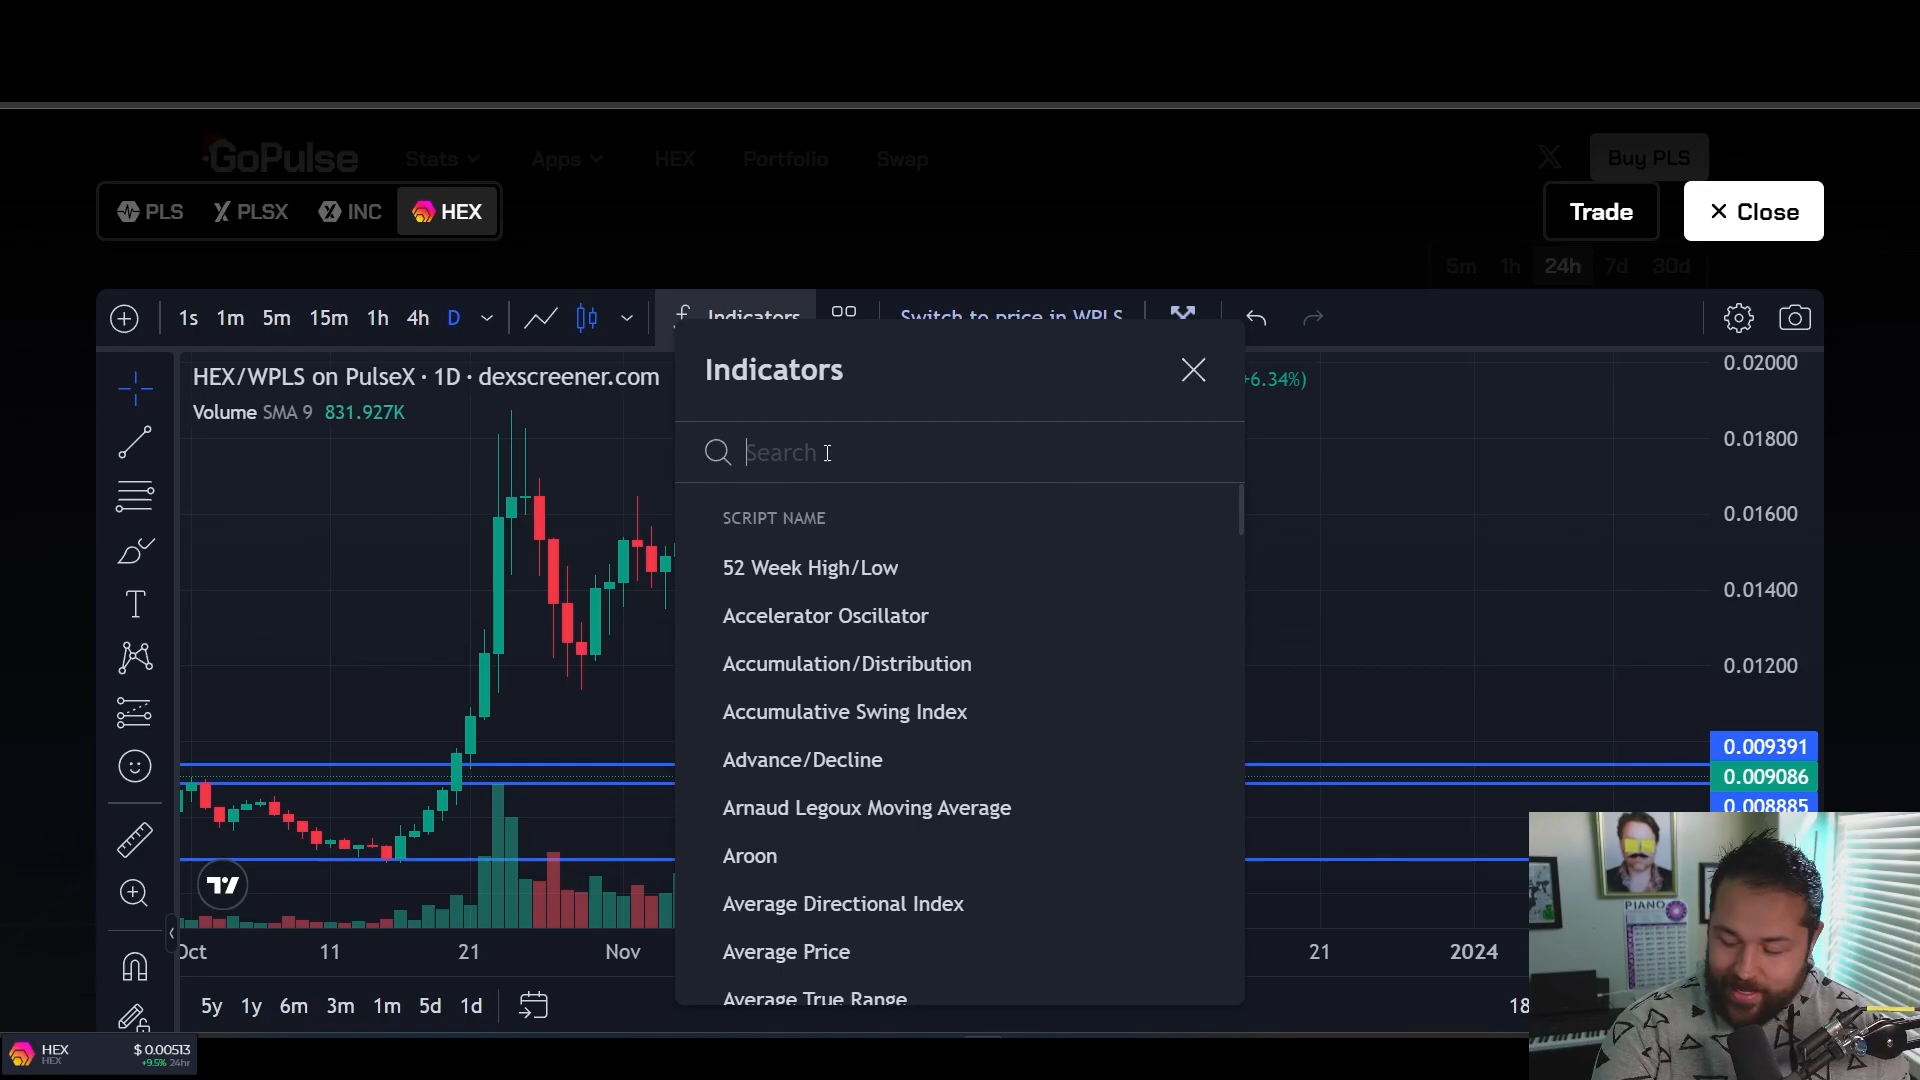 GoPulse Stats Apps HEX Portfolio Swap Buy PLS
PLS PLSX INC HEX
Trade
Close
5m 1h 24h 7d 30d
1s 1m 5m 15m 1h 4h D
Indicators
Switch to price in WPLS
HEX/WPLS on PulseX · 1D · dexscreener.com
+6.34%)
Volume SMA 9 831.927K
Indicators
Search
SCRIPT NAME
52 Week High/Low
Accelerator Oscillator
Accumulation/Distribution
Accumulative Swing Index
Advance/Decline
Arnaud Legoux Moving Average
Aroon
Average Directional Index
Average Price
Average True Range
0.02000
0.01800
0.01600
0.01400
0.01200
0.009391
0.009086
0.008885
Oct 11 21 Nov 21 2024
5y 1y 6m 3m 1m 5d 1d
18
HEX $ 0.00513
HEX +9.5% 24hr
PIANO